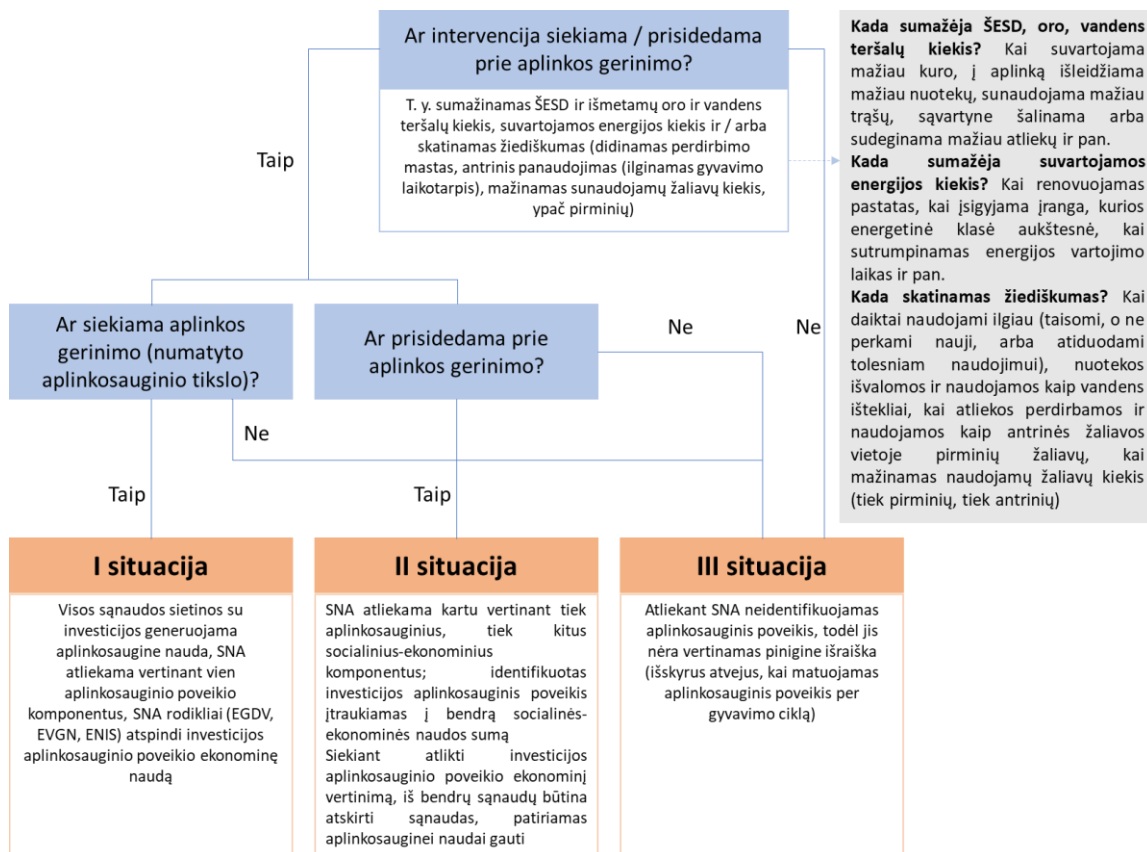 Ar intervencija siekiama / prisidedama
prie aplinkos gerinimo?
T. y. sumažinamas ŠESD ir išmetamų oro ir vandens
teršalų kiekis, suvartojamos energijos kiekis ir / arba
skatinamas žiediškumas (didinamas perdirbimo
mastas, antrinis panaudojimas (ilginamas gyvavimo
laikotarpis), mažinamas sunaudojamų žaliavų kiekis,
ypač pirminių)
Kada sumažėja ŠESD, oro, vandens
teršalų kiekis? Kai suvartojama
mažiau kuro, į aplinką išleidžiama
mažiau nuotekų, sunaudojama mažiau
trąšų, sąvartyne šalinama arba
sudeginama mažiau atliekų ir pan.
Kada sumažėja suvartojamos
energijos kiekis? Kai renovuojamas
pastatas, kai įsigyjama įranga, kurios
energetinė klasė aukštesnė, kai
sutrumpinamas energijos vartojimo
laikas ir pan.
Kada skatinamas žiediškumas? Kai
daiktai naudojami ilgiau (taisomi, o ne
perkami nauji, arba atiduodami
tolesniam naudojimui), nuotekos
išvalomos ir naudojamos kaip vandens
ištekliai, kai atliekos perdirbamos ir
naudojamos kaip antrinės žaliavos
vietoje pirminių žaliavų, kai
mažinamas naudojamų žaliavų kiekis
(tiek pirminių, tiek antrinių)
Taip
Ar siekiama aplinkos
gerinimo (numatyto
aplinkosauginio tikslo)?
Ar prisidedama prie
aplinkos gerinimo?
Ne
Ne
Ne
Taip
Taip
I situacija
Visos sąnaudos sietinos su
investicijos generuojama
aplinkosaugine nauda, SNA
atliekama vertinant vien
aplinkosauginio poveikio
komponentus, SNA rodikliai (EGDV,
EVGN, ENIS) atspindi investicijos
aplinkosauginio poveikio ekonominę
naudą
II situacija
SNA atliekama kartu vertinant tiek
aplinkosauginius, tiek kitus
socialinius-ekonominius
komponentus; identifikuotas
investicijos aplinkosauginis poveikis
įtraukiamas į bendrą socialinės-
ekonominės naudos sumą
Siekiant atlikti investicijos
aplinkosauginio poveikio ekonominį
vertinimą, iš bendrų sąnaudų būtina
atskirti sąnaudas, patiriamas
aplinkosauginei naudai gauti
III situacija
Atliekant SNA neidentifikuojamas
aplinkosauginis poveikis, todėl jis
nėra vertinamas pinigine išraiška
(išskyrus atvejus, kai matuojamas
aplinkosauginis poveikis per
gyvavimo ciklą)